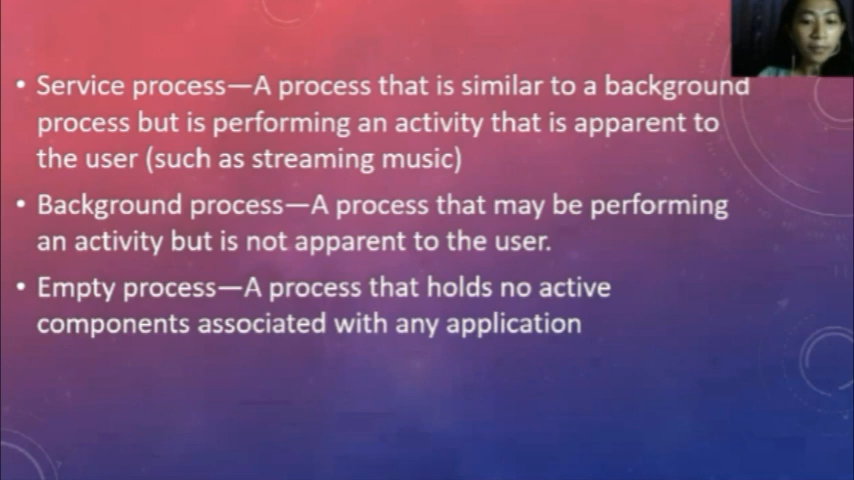 • Service process—A process that is similar to a background
process but is performing an activity that is apparent to
the user (such as streaming music)
• Background process—A process that may be performing
an activity but is not apparent to the user.
• Empty process—A process that holds no active
components associated with any application